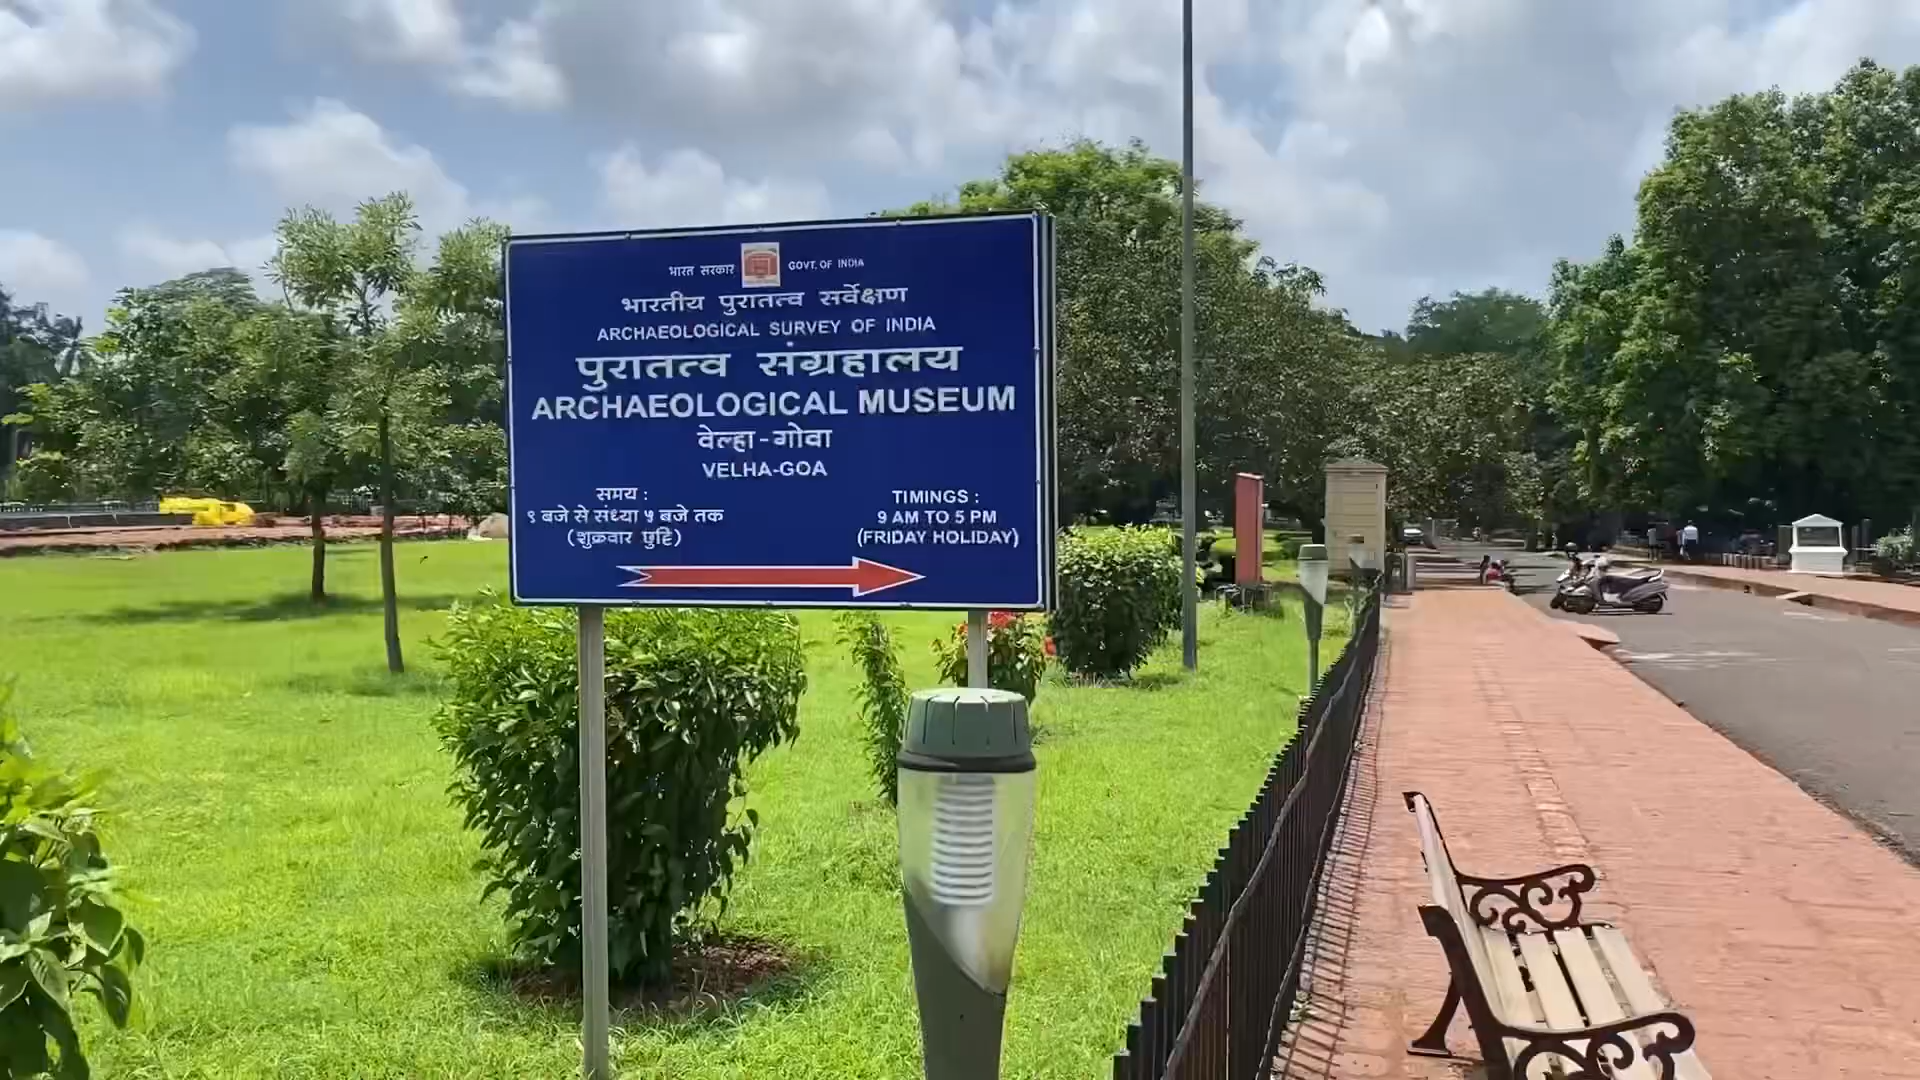 भारत सरकार GOVT. OF INDIA
भारतीय पुरातत्व सर्वेक्षण
ARCHAEOLOGICAL SURVEY OF INDIA
पुरातत्व संग्रहालय
ARCHAEOLOGICAL MUSEUM
वेल्हा-गोवा
VELHA-GOA
समय :
९ बजे से संध्या ५ बजे तक
(शुक्रवार छुट्टि)
TIMINGS :
9 AM TO 5 PM
(FRIDAY HOLIDAY)